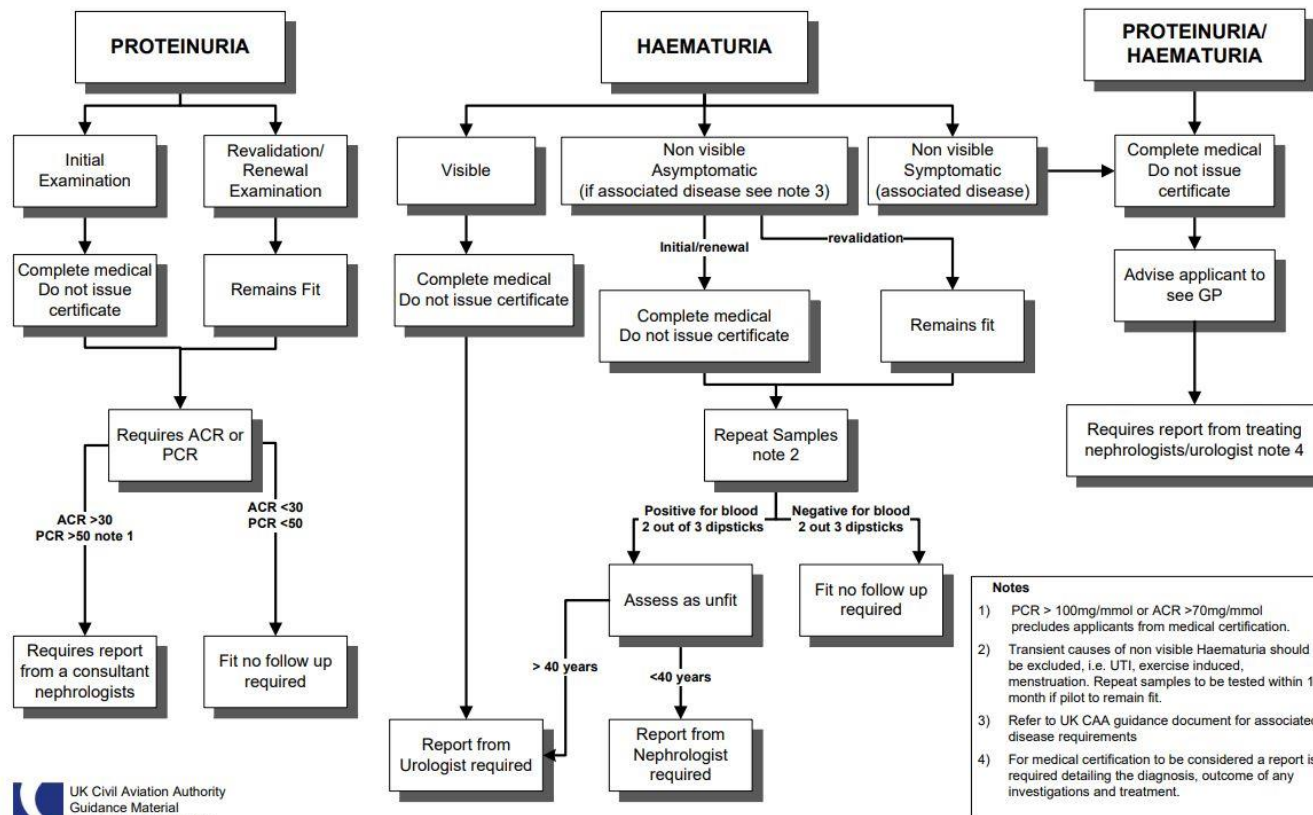 PROTEINURIA
Initial
Examination
Revalidation/
Renewal
Examination
Complete medical
Do not issue
certificate
Remains Fit
Requires ACR or
PCR
ACR >30
PCR >50 note 1
ACR <30
PCR <50
Requires report
from a consultant
nephrologists
Fit no follow up
required
HAEMATURIA
Visible
Non visible
Asymptomatic
(if associated disease see note 3)
Non visible
Symptomatic
(associated disease)
Initial/renewal
revalidation
Complete medical
Do not issue certificate
Complete medical
Do not issue certificate
Remains fit
Repeat Samples
note 2
Positive for blood
2 out of 3 dipsticks
Negative for blood
2 out 3 dipsticks
Assess as unfit
Fit no follow up
required
> 40 years
<40 years
Report from
Urologist required
Report from
Nephrologist
required
PROTEINURIA/
HAEMATURIA
Complete medical
Do not issue
certificate
Advise applicant to
see GP
Requires report from treating
nephrologists/urologist note 4
Notes
1) PCR > 100mg/mmol or ACR >70mg/mmol
precludes applicants from medical certification.
2) Transient causes of non visible Haematuria should
be excluded, i.e. UTI, exercise induced,
menstruation. Repeat samples to be tested within 1
month if pilot to remain fit.
3) Refer to UK CAA guidance document for associated
disease requirements
4) For medical certification to be considered a report is
required detailing the diagnosis, outcome of any
investigations and treatment.
UK Civil Aviation Authority
Guidance Material